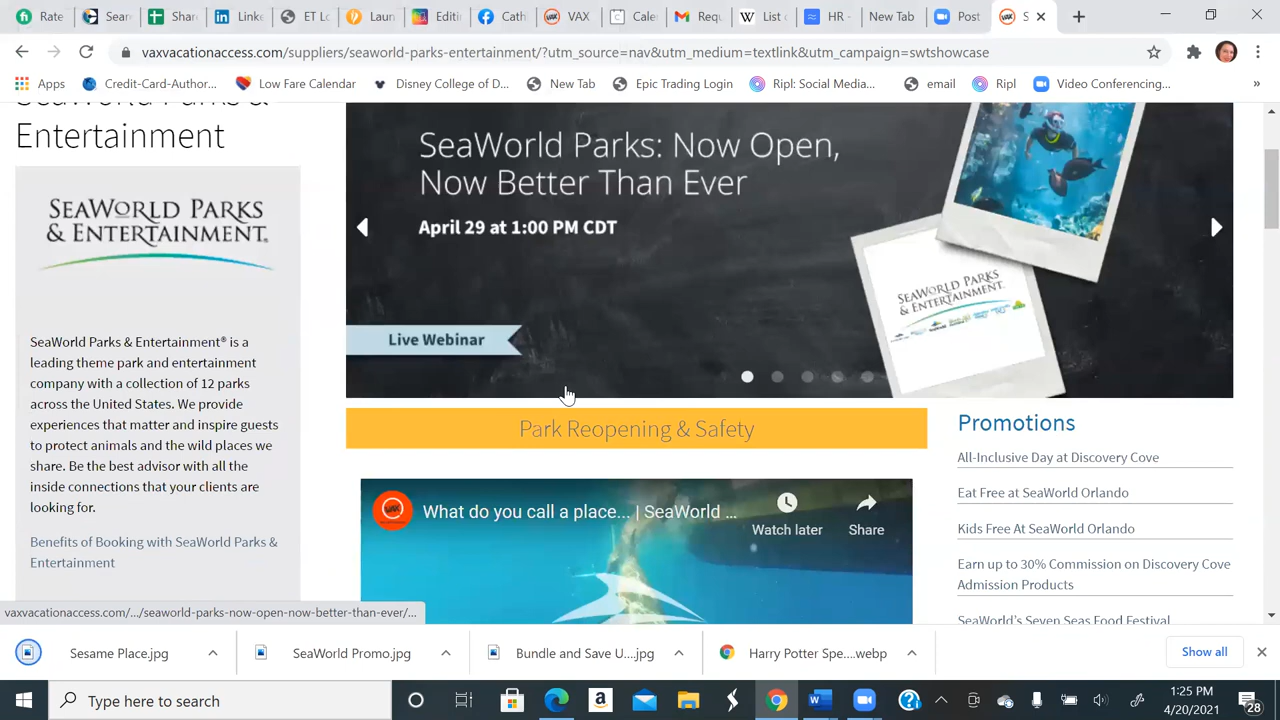 Rate
Sear
Share
Linke
ET Lo
Laun
Editi
Cath
VAX
Cale
Req
List o
HR -
New Tab
Post
S
vaxvacationaccess.com/suppliers/seaworld-parks-entertainment/?utm_source=nav&utm_medium=textlink&utm_campaign=swtshowcase
Apps
Credit-Card-Author...
Low Fare Calendar
Disney College of D...
New Tab
Epic Trading Login
Ripl: Social Media...
email
Ripl
Video Conferencing...
»
SeaWorld Parks &
Entertainment
SEAWORLD PARKS
& ENTERTAINMENT.
SeaWorld Parks & Entertainment® is a
leading theme park and entertainment
company with a collection of 12 parks
across the United States. We provide
experiences that matter and inspire guests
to protect animals and the wild places we
share. Be the best advisor with all the
inside connections that your clients are
looking for.
Benefits of Booking with SeaWorld Parks &
Entertainment
SeaWorld Parks: Now Open,
Now Better Than Ever
April 29 at 1:00 PM CDT
Live Webinar
SEAWORLD PARKS
& ENTERTAINMENT
Park Reopening & Safety
VAX
What do you call a place... | SeaWorld ...
Watch later
Share
Promotions
All-Inclusive Day at Discovery Cove
Eat Free at SeaWorld Orlando
Kids Free At SeaWorld Orlando
Earn up to 30% Commission on Discovery Cove
Admission Products
SeaWorld's Seven Seas Food Festival
vaxvacationaccess.com/.../seaworld-parks-now-open-now-better-than-ever/...
Sesame Place.jpg
SeaWorld Promo.jpg
Bundle and Save U....jpg
Harry Potter Spe....webp
Show all
Type here to search
1:25 PM
4/20/2021
28